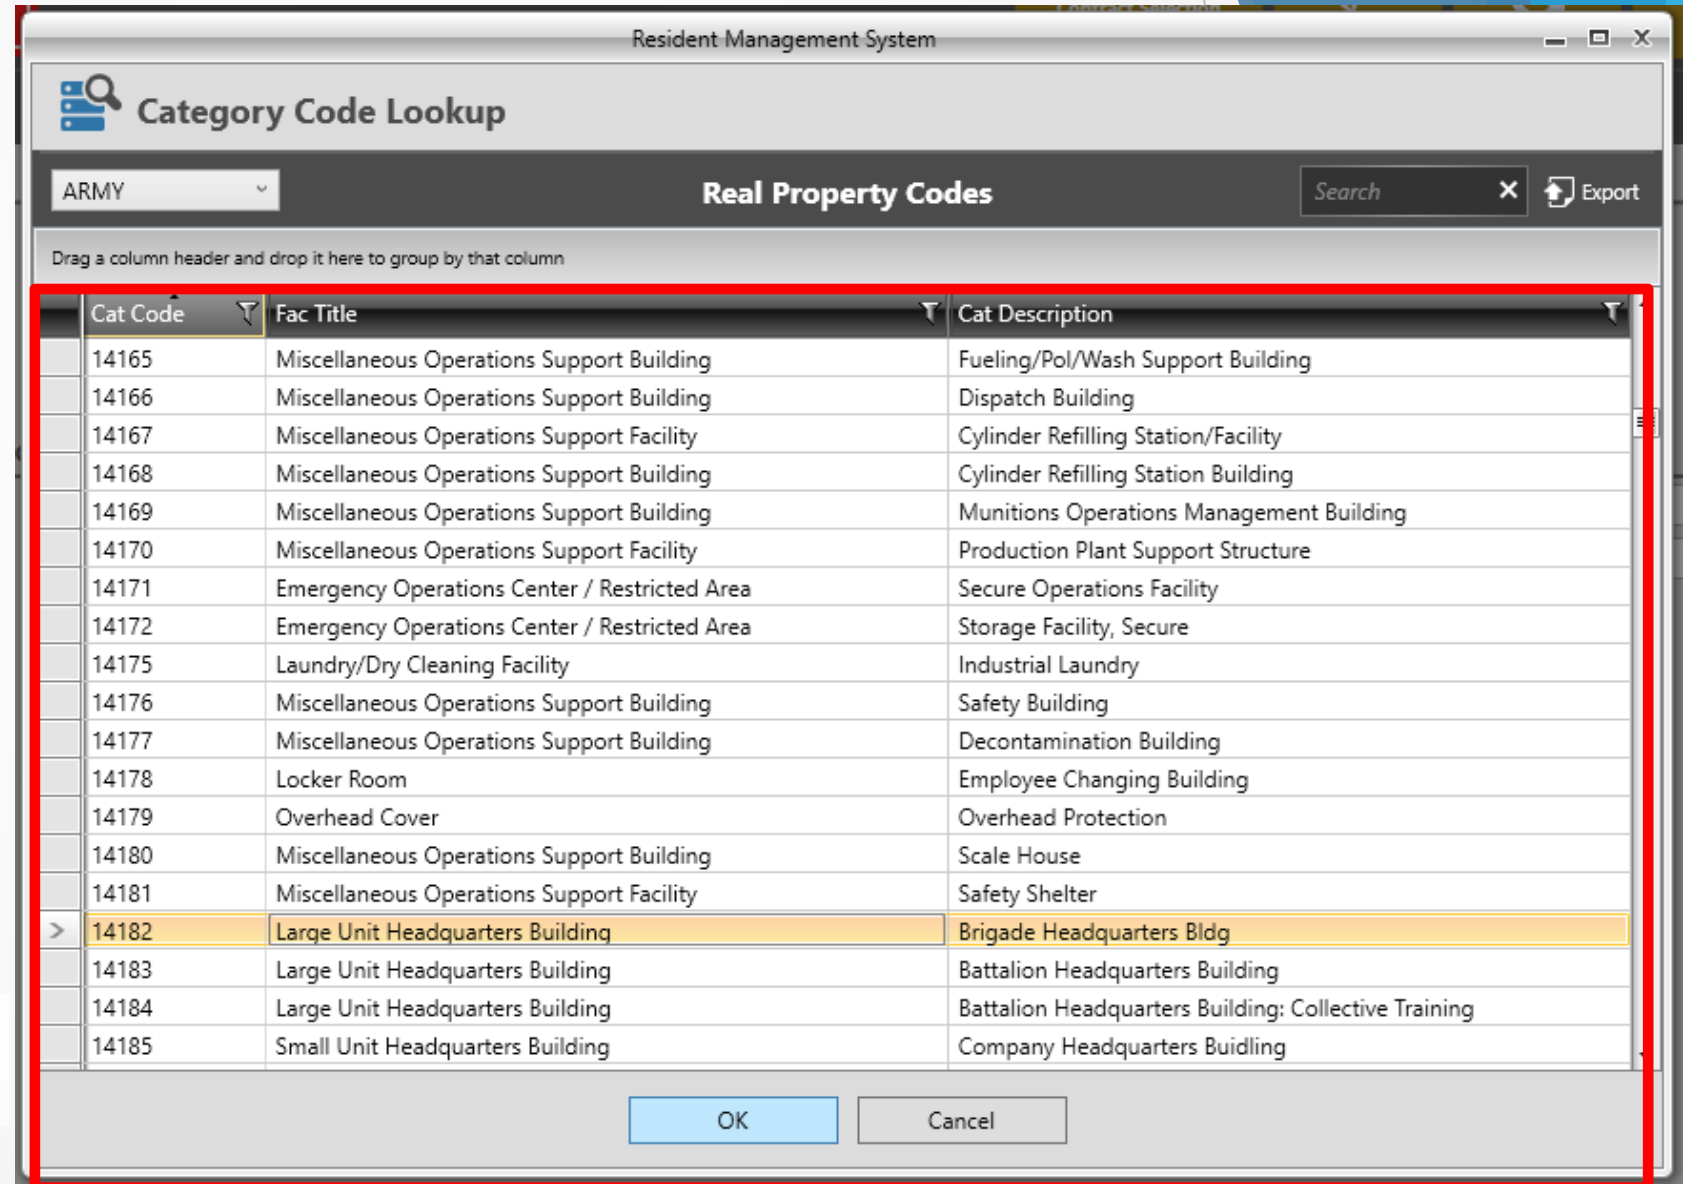 Contract Selection
Resident Management System
Category Code Lookup
ARMY Real Property Codes Search Export
Drag a column header and drop it here to group by that column
Cat Code Fac Title Cat Description
14165 Miscellaneous Operations Support Building Fueling/Pol/Wash Support Building
14166 Miscellaneous Operations Support Building Dispatch Building
14167 Miscellaneous Operations Support Facility Cylinder Refilling Station/Facility
14168 Miscellaneous Operations Support Building Cylinder Refilling Station Building
14169 Miscellaneous Operations Support Building Munitions Operations Management Building
14170 Miscellaneous Operations Support Facility Production Plant Support Structure
14171 Emergency Operations Center / Restricted Area Secure Operations Facility
14172 Emergency Operations Center / Restricted Area Storage Facility, Secure
14175 Laundry/Dry Cleaning Facility Industrial Laundry
14176 Miscellaneous Operations Support Building Safety Building
14177 Miscellaneous Operations Support Building Decontamination Building
14178 Locker Room Employee Changing Building
14179 Overhead Cover Overhead Protection
14180 Miscellaneous Operations Support Building Scale House
14181 Miscellaneous Operations Support Facility Safety Shelter
14182 Large Unit Headquarters Building Brigade Headquarters Bldg
14183 Large Unit Headquarters Building Battalion Headquarters Building
14184 Large Unit Headquarters Building Battalion Headquarters Building: Collective Training
14185 Small Unit Headquarters Building Company Headquarters Buidling
OK Cancel